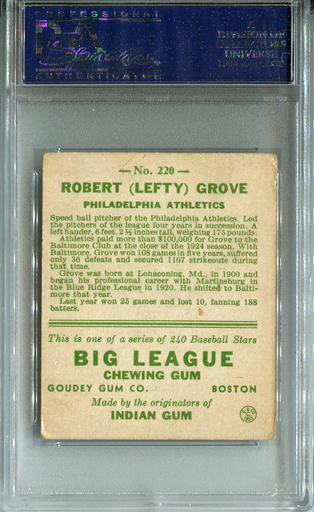 PROFESSIONAL
PSA
AUTHENTICATOR
A
DIVISION OF
COLLECTORS
UNIVERSE
— No. 220 —
ROBERT (LEFTY) GROVE
PHILADELPHIA ATHLETICS
Speed ball pitcher of the Philadelphia Athletics. Led
the pitchers of the league four years in succession. A
left hander, 6 feet, 2½ inches ball, weighing 175 pounds.
Athletics paid more than $100,000 for Grove to the
Baltimore Club at the close of the 1924 season. With
Baltimore, Grove won 108 games in five years, suffered
only 36 defeats and secured 1107 strikeouts during
that time.
Grove was born at Lonaconing, Md., in 1900 and
began his professional career with Martinsburg in
the Blue Ridge League in 1920. He shifted to Balti-
more that year.
Last year won 25 games and lost 10, fanning 188
batters.
This is one of a series of 240 Baseball Stars
BIG LEAGUE
CHEWING GUM
GOUDEY GUM CO. BOSTON
Made by the originators of
INDIAN GUM